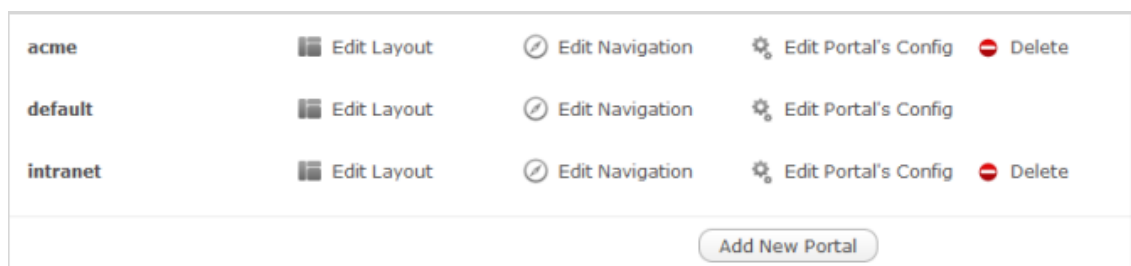 acme Edit Layout Edit Navigation Edit Portal's Config Delete
default Edit Layout Edit Navigation Edit Portal's Config
intranet Edit Layout Edit Navigation Edit Portal's Config Delete
Add New Portal